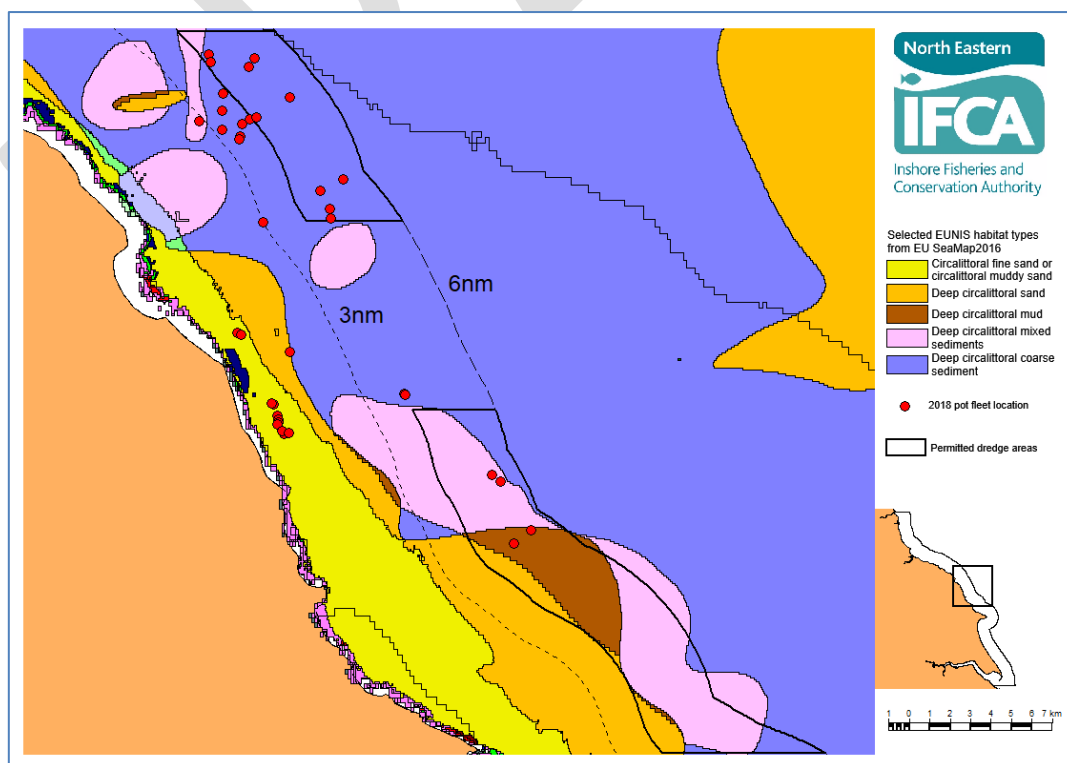 North Eastern
IFCA
Inshore Fisheries and
Conservation Authority
Selected EUNIS habitat types
from EU SeaMap2016
Circalittoral fine sand or
circalittoral muddy sand
Deep circalittoral sand
Deep circalittoral mud
Deep circalittoral mixed
sediments
Deep circalittoral coarse
sediment
2018 pot fleet location
Permitted dredge areas
6nm
3nm
1 0 1 2 3 4 5 6 7 km